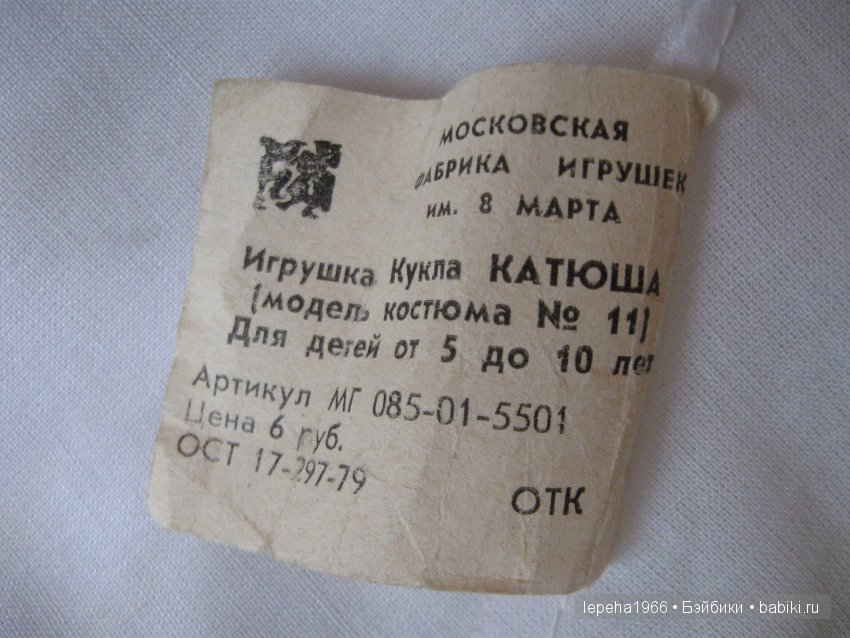 МОСКОВСКАЯ
ФАБРИКА ИГРУШЕК
им. 8 МАРТА
Игрушка Кукла КАТЮША
(модель костюма № 11)
Для детей от 5 до 10 лет
Артикул МГ 085-01-5501
Цена 6 руб.
ОСТ 17-297-79
ОТК
lepeha1966 • Бэйбики • babiki.ru